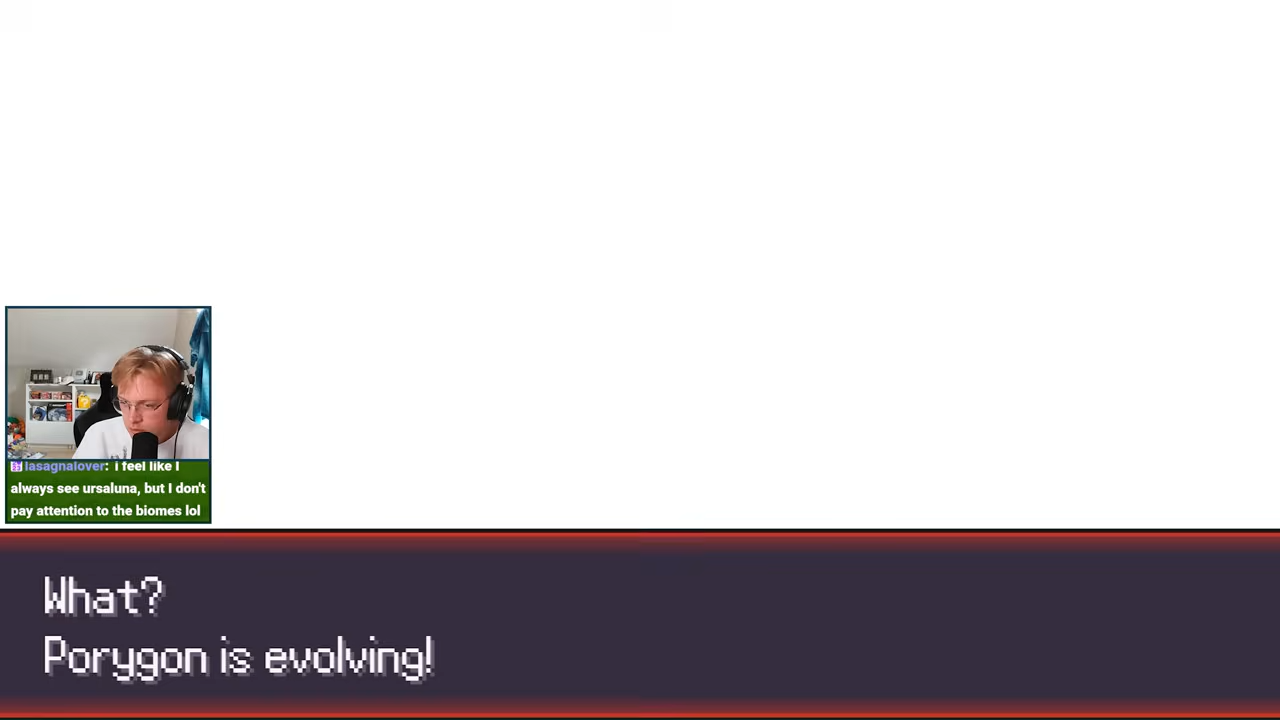 lasagnalover: i feel like I
always see ursaluna, but I don't
pay attention to the biomes lol
What?
Porygon is evolving!